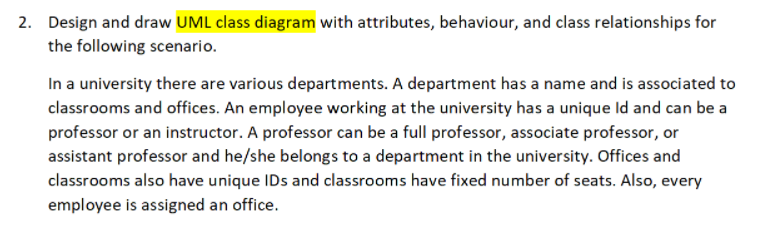 2. Design and draw UML class diagram with attributes, behaviour, and class relationships for
the following scenario.
In a university there are various departments. A department has a name and is associated to
classrooms and offices. An employee working at the university has a unique Id and can be a
professor or an instructor. A professor can be a full professor, associate professor, or
assistant professor and he/she belongs to a department in the university. Offices and
classrooms also have unique IDs and classrooms have fixed number of seats. Also, every
employee is assigned an office.